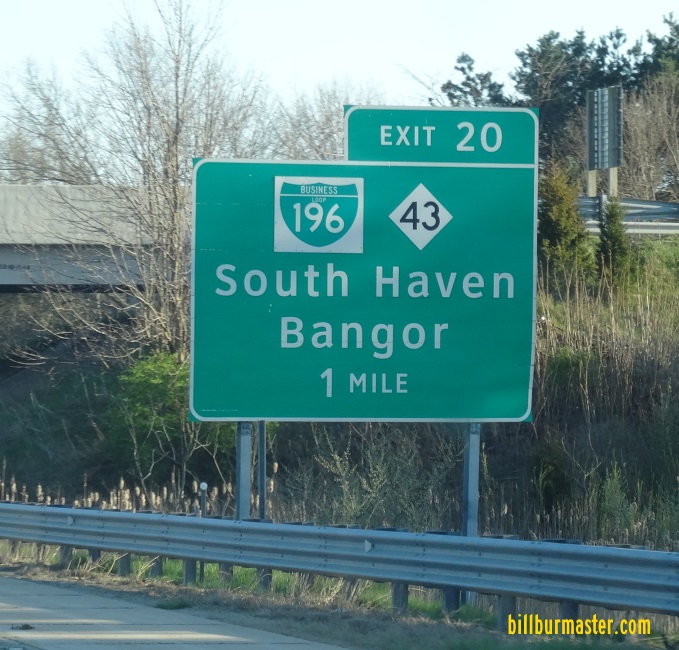 EXIT 20
BUSINESS
LOOP
196
43
South Haven
Bangor
1 MILE
billburmaster.com